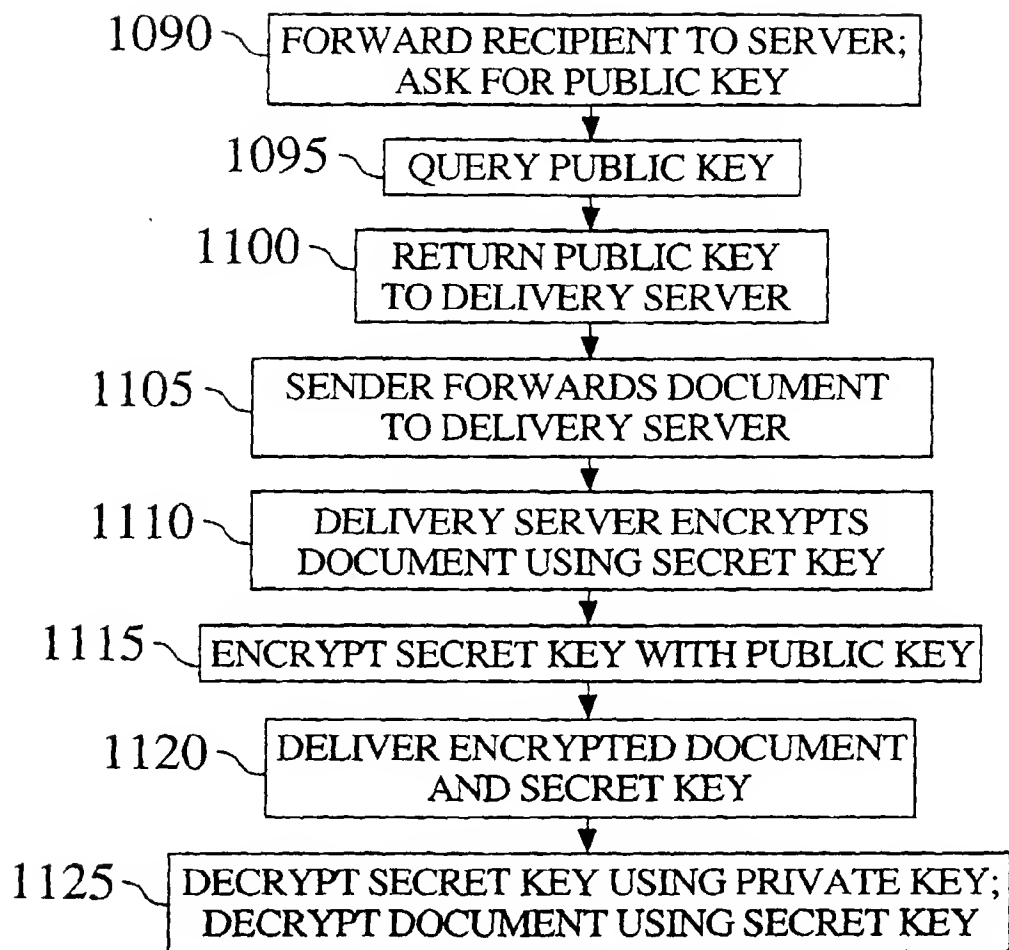 1090
FORWARD RECIPIENT TO SERVER;
ASK FOR PUBLIC KEY
1095
QUERY PUBLIC KEY
1100
RETURN PUBLIC KEY
TO DELIVERY SERVER
1105
SENDER FORWARDS DOCUMENT
TO DELIVERY SERVER
1110
DELIVERY SERVER ENCRYPTS
DOCUMENT USING SECRET KEY
1115
ENCRYPT SECRET KEY WITH PUBLIC KEY
1120
DELIVER ENCRYPTED DOCUMENT
AND SECRET KEY
1125
DECRYPT SECRET KEY USING PRIVATE KEY;
DECRYPT DOCUMENT USING SECRET KEY